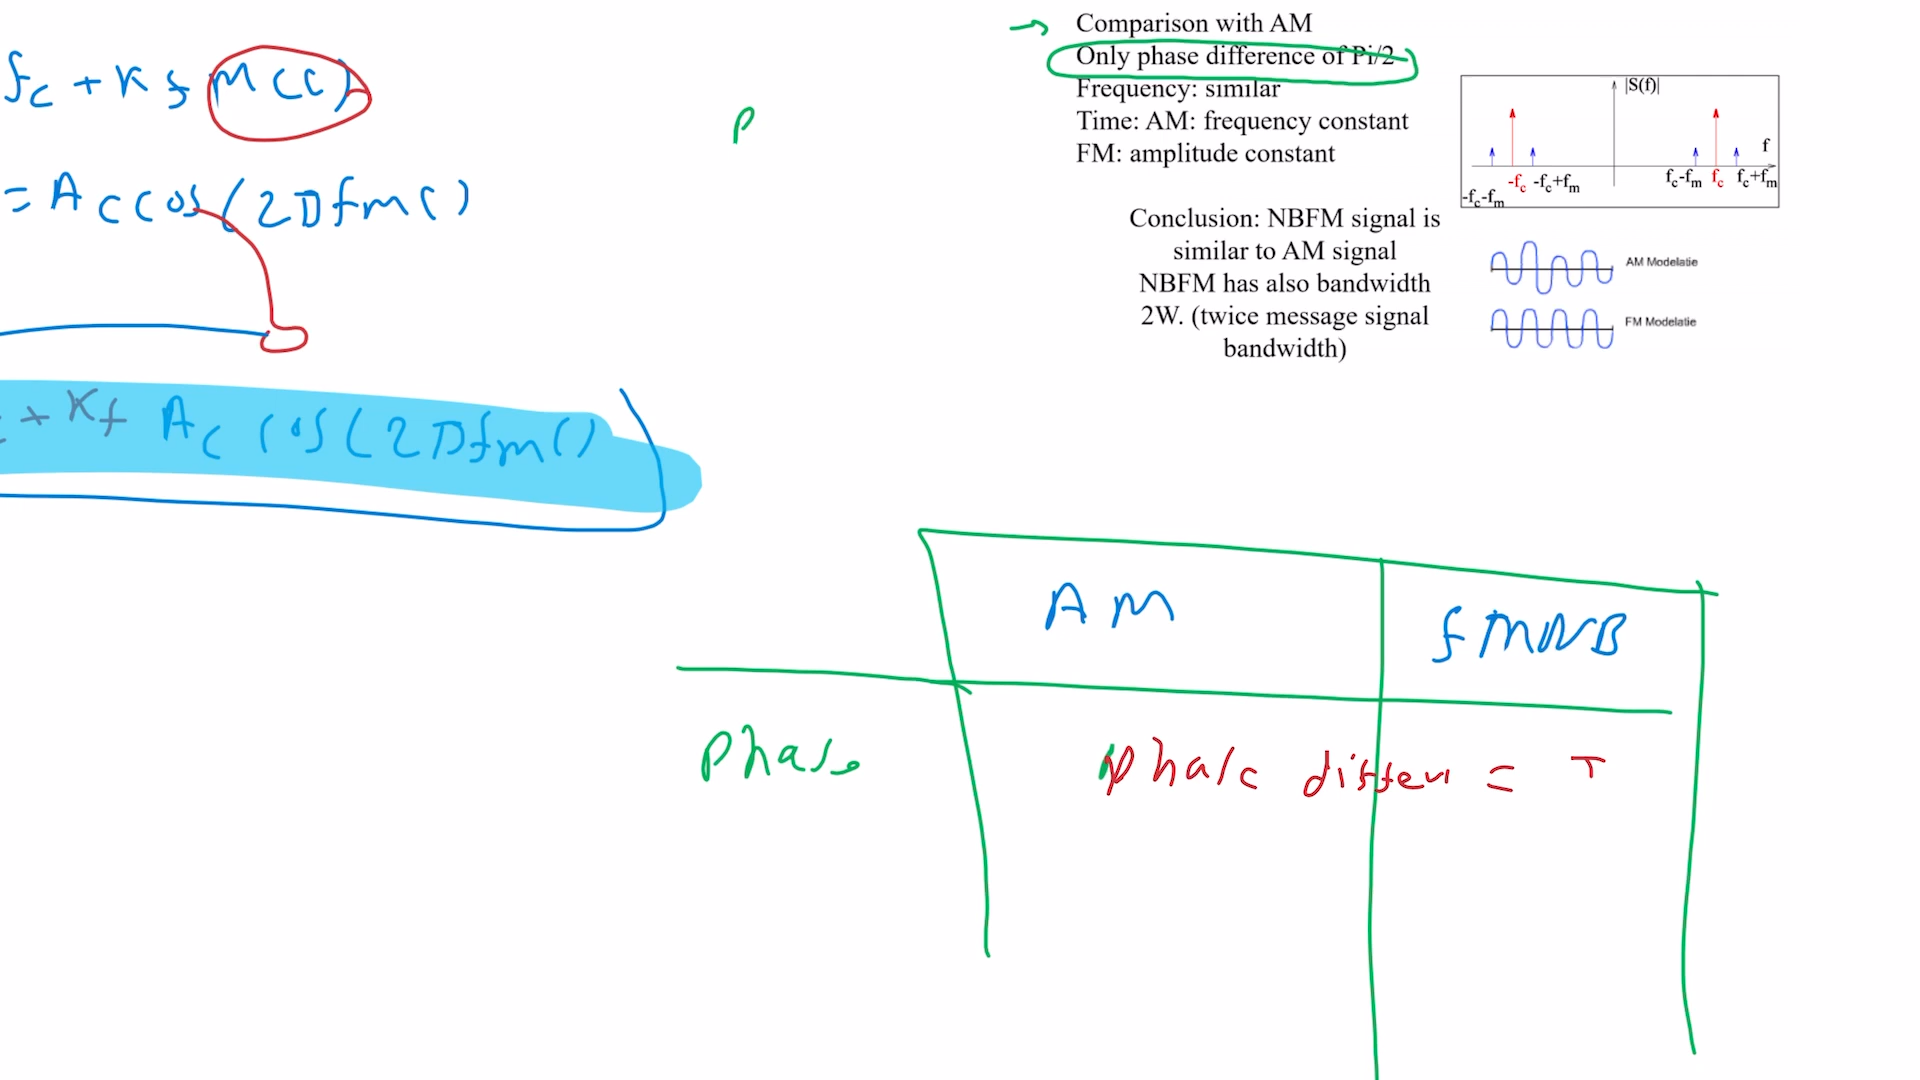 fc + Kf m(t)
= Ac cos(2πfmt)
+ Kf Ac cos(2πfmt)
P
Comparison with AM
Only phase difference of Pi/2
Frequency: similar
Time: AM: frequency constant
FM: amplitude constant
Conclusion: NBFM signal is
similar to AM signal
NBFM has also bandwidth
2W. (twice message signal
bandwidth)
|S(f)|
f
-fc-fm -fc -fc+fm fc-fm fc fc+fm
AM Modelatie
FM Modelatie
AM fMNB
Phase Phase differn =